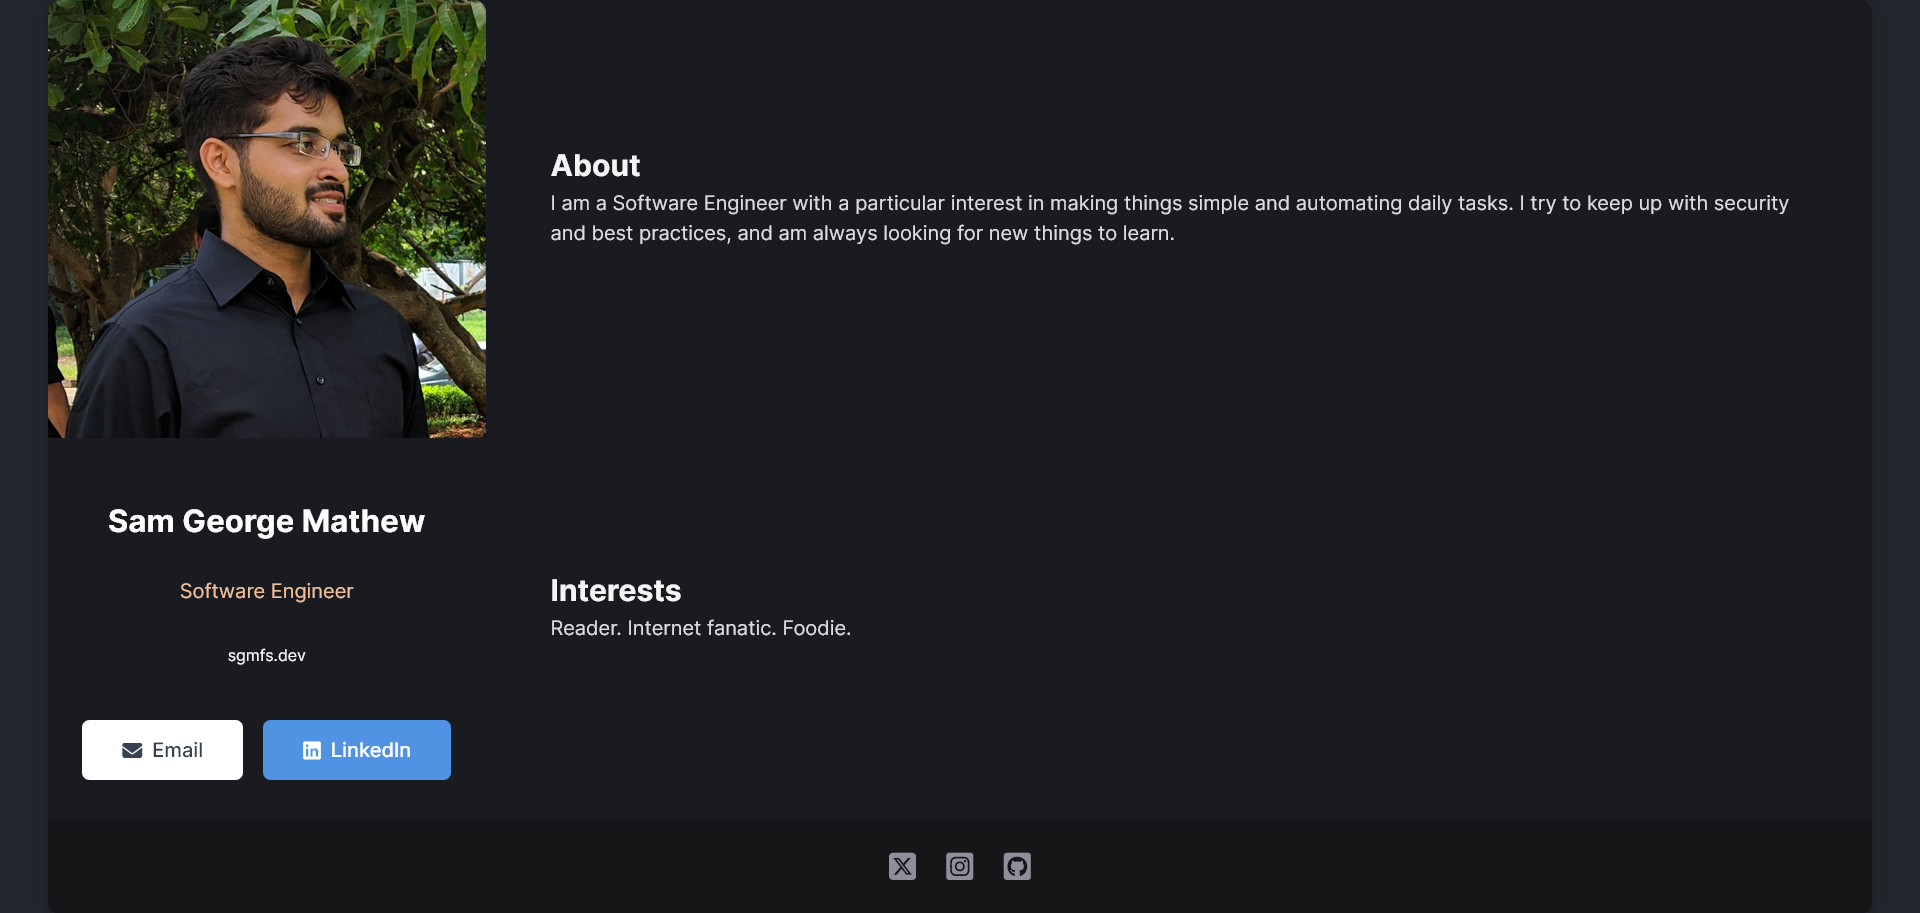 About
I am a Software Engineer with a particular interest in making things simple and automating daily tasks. I try to keep up with security
and best practices, and am always looking for new things to learn.
Sam George Mathew
Software Engineer
sgmfs.dev
Email
LinkedIn
Interests
Reader. Internet fanatic. Foodie.